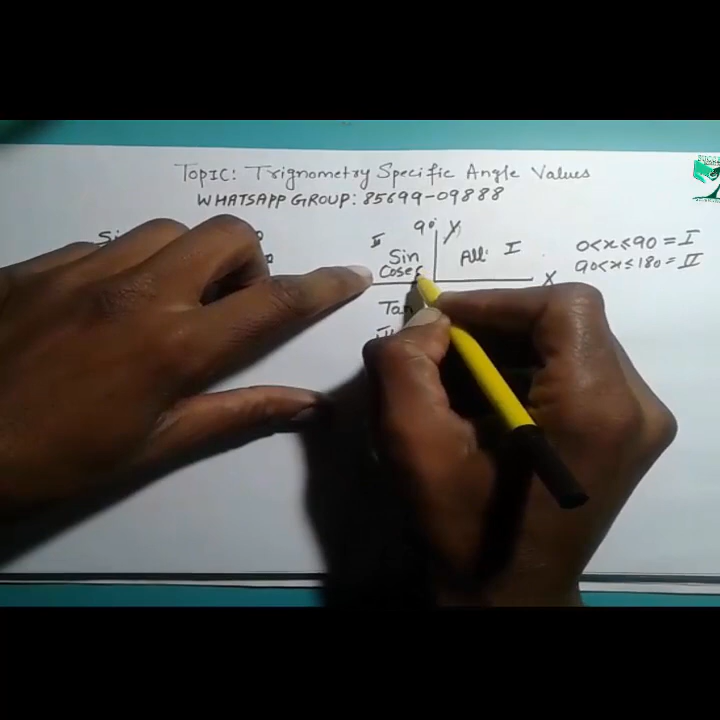 TOPIC: Trignometry Specific Angle Values
WHATSAPP GROUP: 85699-09888
90° Y
II
Sin
Cosec
All I
X
Tan
0<x≤90 = I
90<x≤180 = II